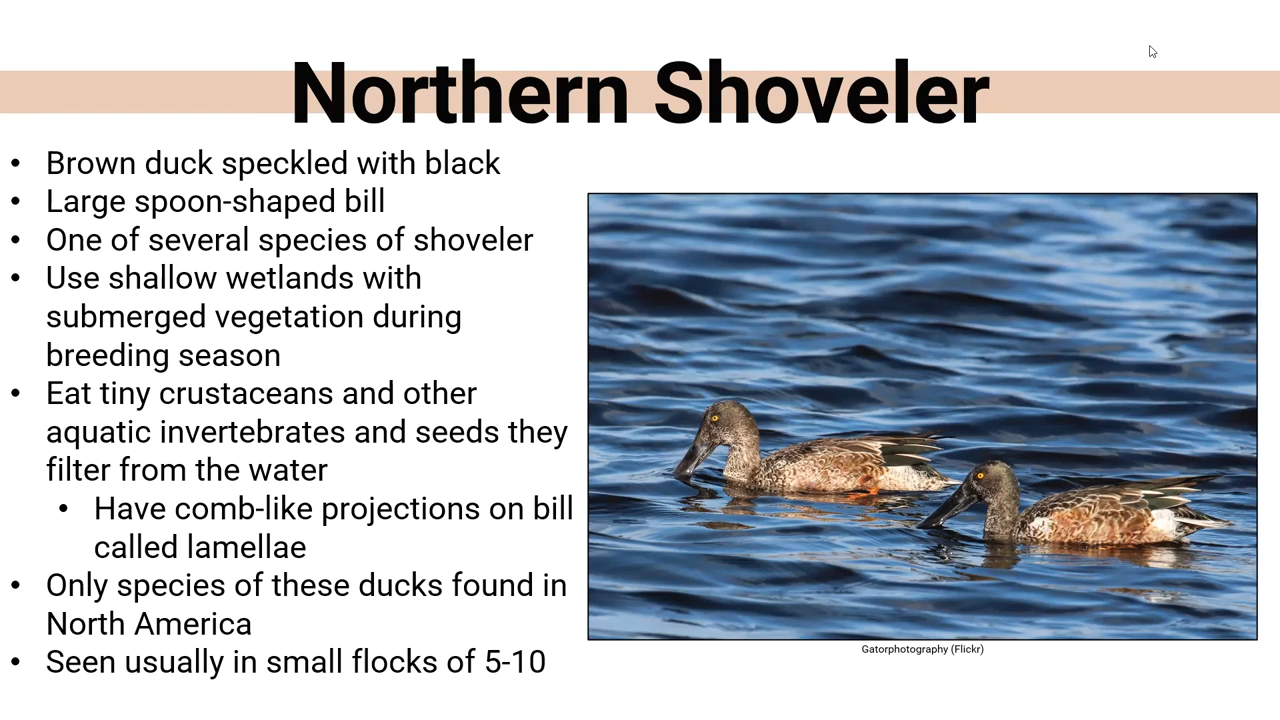 Northern Shoveler
• Brown duck speckled with black
• Large spoon-shaped bill
• One of several species of shoveler
• Use shallow wetlands with
submerged vegetation during
breeding season
• Eat tiny crustaceans and other
aquatic invertebrates and seeds they
filter from the water
• Have comb-like projections on bill
called lamellae
• Only species of these ducks found in
North America
• Seen usually in small flocks of 5-10
Gatorphotography (Flickr)